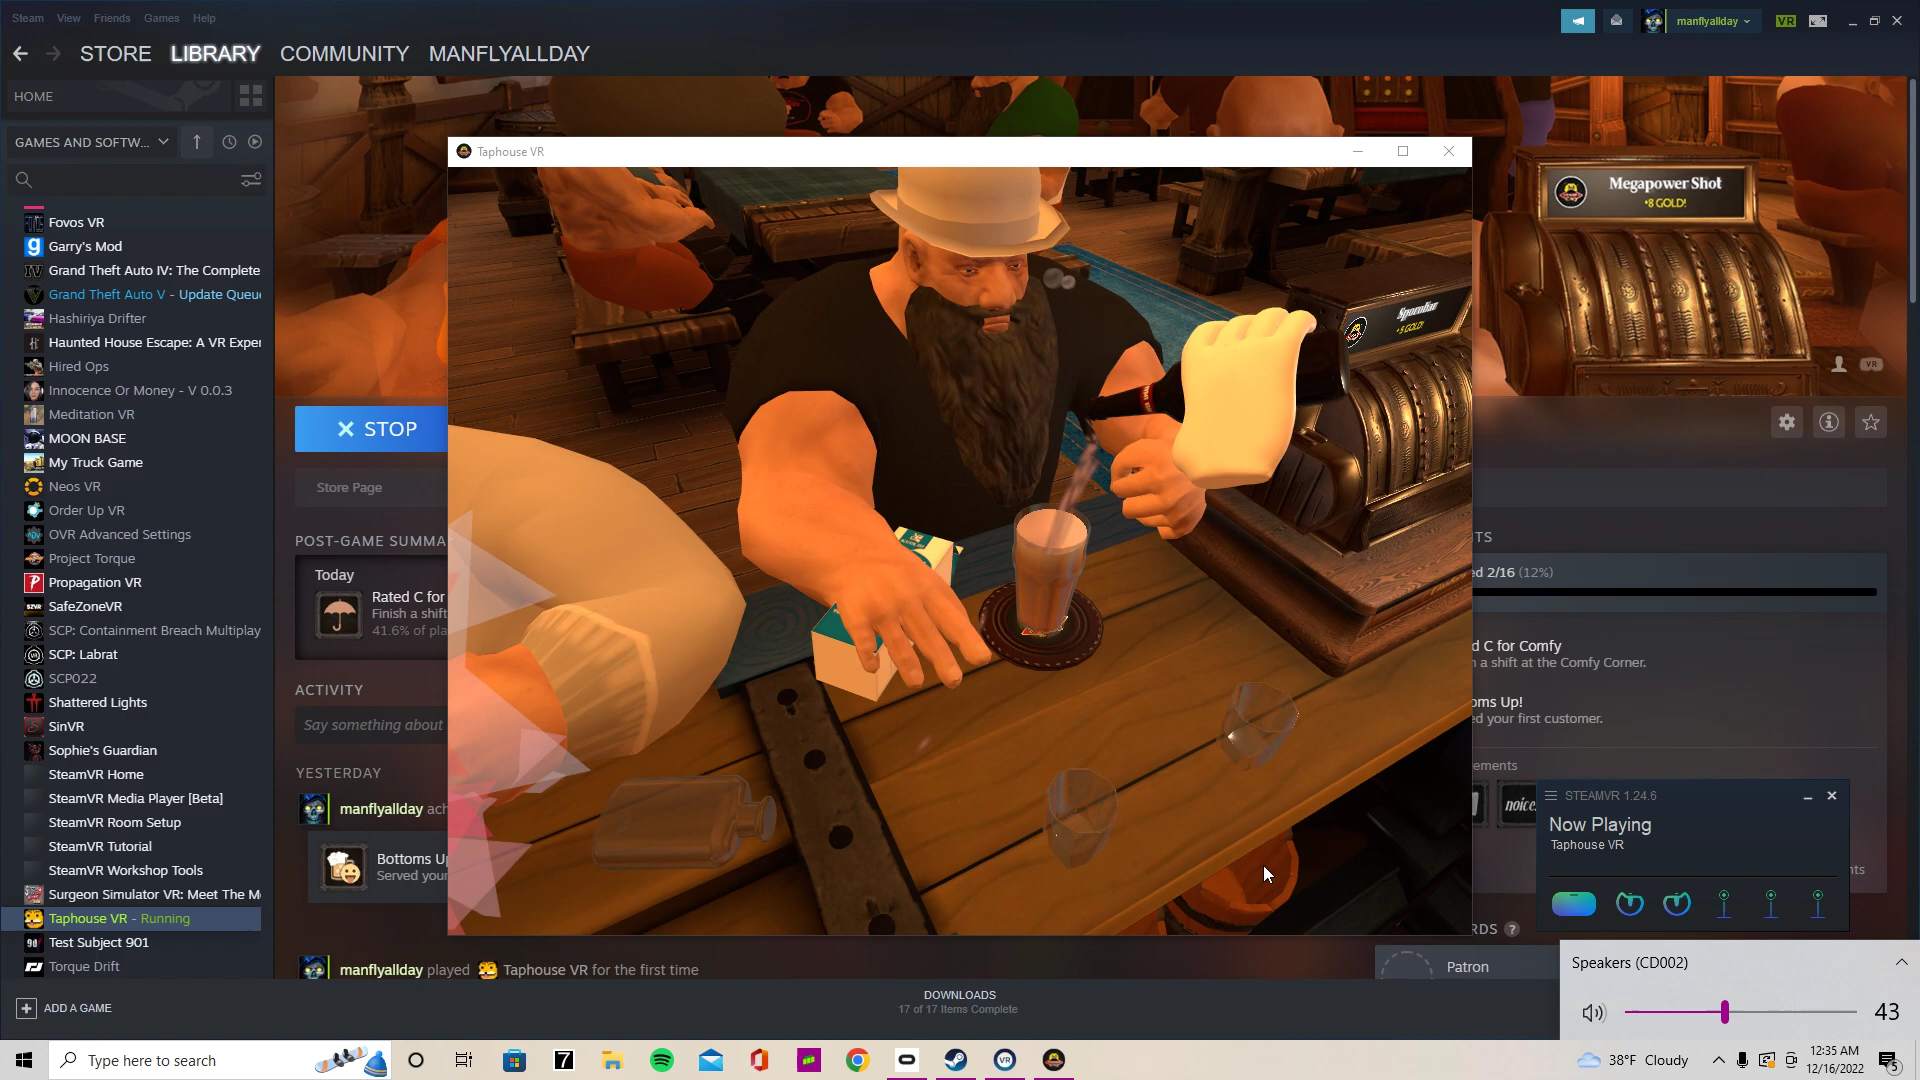 Steam View Friends Games Help
manflyallday
VR
STORE LIBRARY COMMUNITY MANFLYALLDAY
HOME
GAMES AND SOFTW...
Fovos VR
Garry's Mod
Grand Theft Auto IV: The Complete
Grand Theft Auto V - Update Queu
Hashiriya Drifter
Haunted House Escape: A VR Exper
Hired Ops
Innocence Or Money - V 0.0.3
Meditation VR
MOON BASE
My Truck Game
Neos VR
Order Up VR
OVR Advanced Settings
Project Torque
Propagation VR
SafeZoneVR
SCP: Containment Breach Multiplay
SCP: Labrat
SCP022
Shattered Lights
SinVR
Sophie's Guardian
SteamVR Home
SteamVR Media Player [Beta]
SteamVR Room Setup
SteamVR Tutorial
SteamVR Workshop Tools
Surgeon Simulator VR: Meet The M
Taphouse VR - Running
Test Subject 901
Torque Drift
ADD A GAME
Taphouse VR
Megapower Shot
+8 GOLD!
VR
STOP
Store Page
POST-GAME SUMMA
Today
Rated C for
Finish a shift
41.6% of pla
ACTIVITY
Say something about
YESTERDAY
manflyallday ach
Bottoms Up
Served your
manflyallday played Taphouse VR for the first time
TS
ed 2/16 (12%)
d C for Comfy
h a shift at the Comfy Corner.
oms Up!
ed your first customer.
ements
noice
nts
RDS ?
Patron
STEAMVR 1.24.6
Now Playing
Taphouse VR
DOWNLOADS
17 of 17 Items Complete
Speakers (CD002)
43
Type here to search
38°F Cloudy
12:35 AM
12/16/2022
5